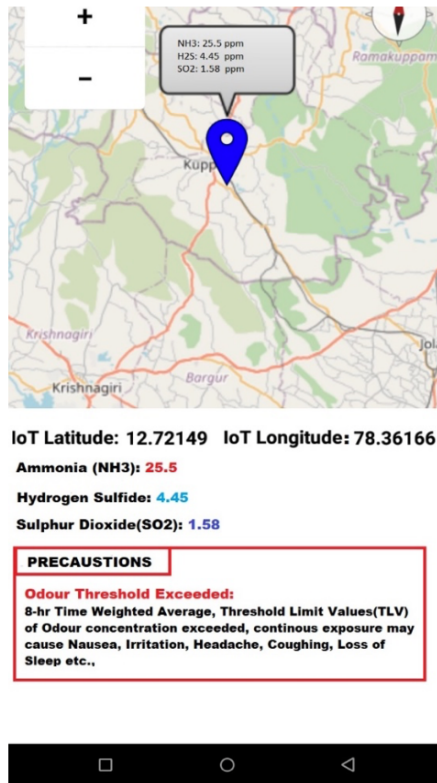 +
NH3: 25.5 ppm
H2S: 4.45 ppm
SO2: 1.58 ppm
Ramakuppam
−
Kupp
Krishnagiri
Jol
Bargur
Krishnagiri
IoT Latitude: 12.72149 IoT Longitude: 78.36166
Ammonia (NH3): 25.5
Hydrogen Sulfide: 4.45
Sulphur Dioxide(SO2): 1.58
PRECAUSTIONS
Odour Threshold Exceeded:
8-hr Time Weighted Average, Threshold Limit Values(TLV)
of Odour concentration exceeded, continous exposure may
cause Nausea, Irritation, Headache, Coughing, Loss of
Sleep etc.,